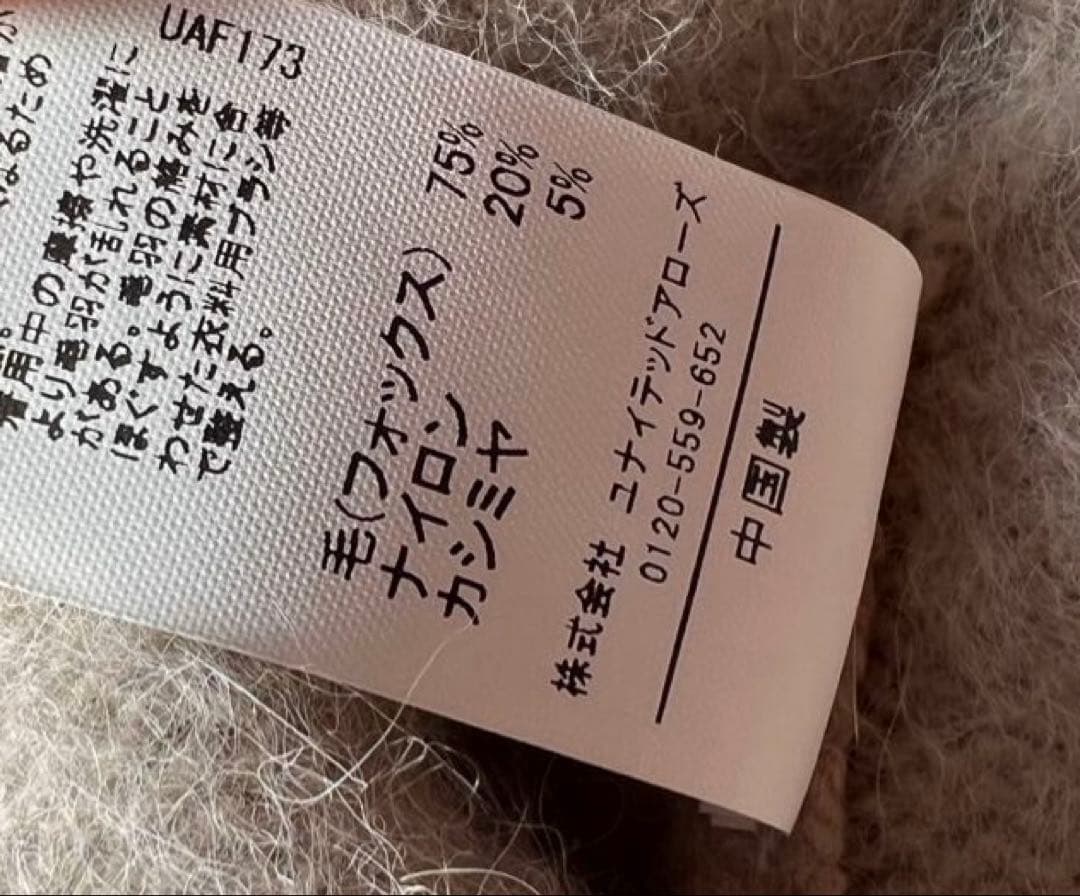 なるため
着用中の摩擦や洗濯に
より毛羽が乱れること
がある。毛羽の絡みを
ほぐすように素材に合
わせた衣料用ブラシ等
で整える。
UAF173
毛(フォックス) 75%
ナイロン 20%
カシミヤ 5%
株式会社 ユナイテッドアローズ
0120-559-652
中国製